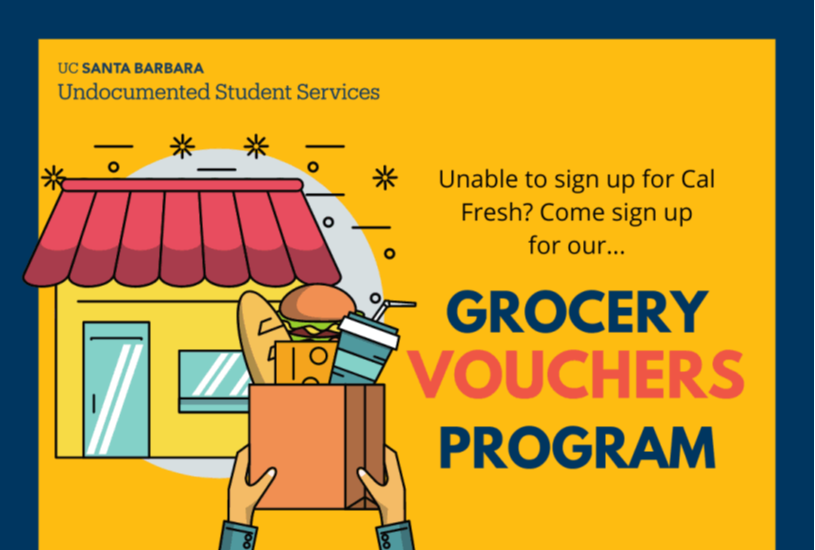 UC SANTA BARBARA
Undocumented Student Services
Unable to sign up for Cal
Fresh? Come sign up
for our...
GROCERY
VOUCHERS
PROGRAM